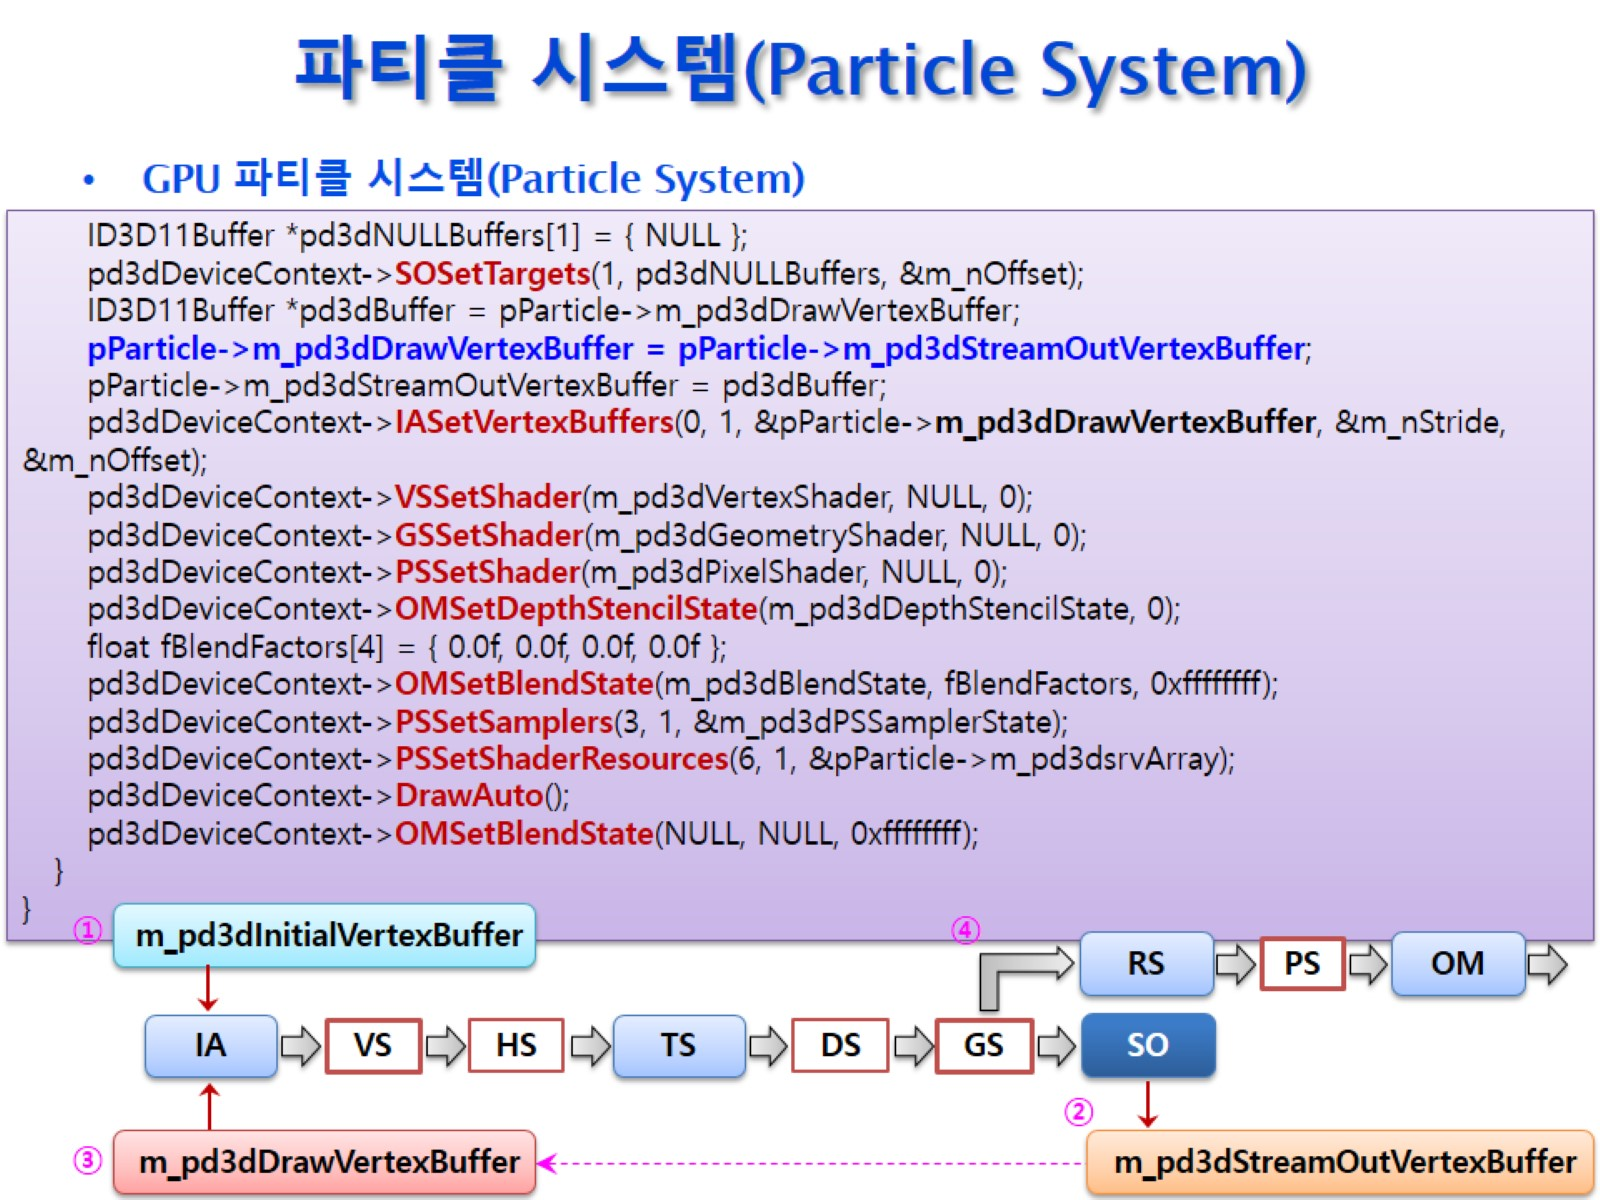 파티클 시스템(Particle System)
• GPU 파티클 시스템(Particle System)
ID3D11Buffer *pd3dNULLBuffers[1] = { NULL };
pd3dDeviceContext->SOSetTargets(1, pd3dNULLBuffers, &m_nOffset);
ID3D11Buffer *pd3dBuffer = pParticle->m_pd3dDrawVertexBuffer;
pParticle->m_pd3dDrawVertexBuffer = pParticle->m_pd3dStreamOutVertexBuffer;
pParticle->m_pd3dStreamOutVertexBuffer = pd3dBuffer;
pd3dDeviceContext->IASetVertexBuffers(0, 1, &pParticle->m_pd3dDrawVertexBuffer, &m_nStride,
&m_nOffset);
pd3dDeviceContext->VSSetShader(m_pd3dVertexShader, NULL, 0);
pd3dDeviceContext->GSSetShader(m_pd3dGeometryShader, NULL, 0);
pd3dDeviceContext->PSSetShader(m_pd3dPixelShader, NULL, 0);
pd3dDeviceContext->OMSetDepthStencilState(m_pd3dDepthStencilState, 0);
float fBlendFactors[4] = { 0.0f, 0.0f, 0.0f, 0.0f };
pd3dDeviceContext->OMSetBlendState(m_pd3dBlendState, fBlendFactors, 0xffffffff);
pd3dDeviceContext->PSSetSamplers(3, 1, &m_pd3dPSSamplerState);
pd3dDeviceContext->PSSetShaderResources(6, 1, &pParticle->m_pd3dsrvArray);
pd3dDeviceContext->DrawAuto();
pd3dDeviceContext->OMSetBlendState(NULL, NULL, 0xffffffff);
}
}
① m_pd3dInitialVertexBuffer
④
RS PS OM
IA VS HS TS DS GS SO
②
③ m_pd3dDrawVertexBuffer
m_pd3dStreamOutVertexBuffer